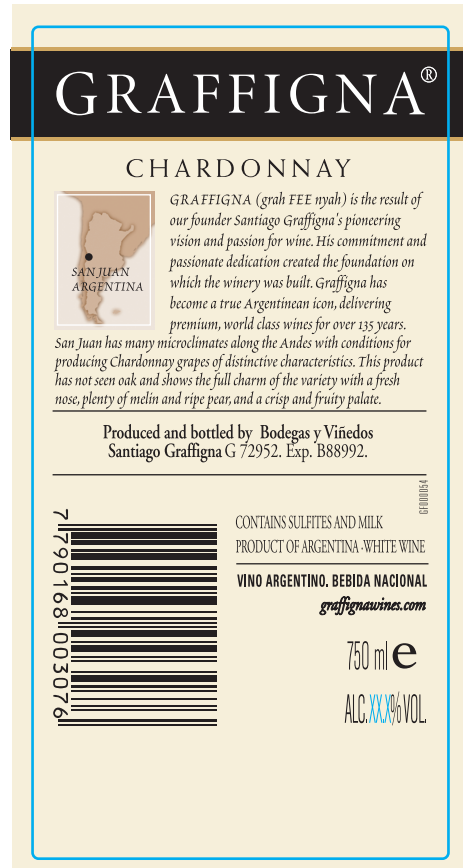 GRAFFIGNA®
CHARDONNAY
SAN JUAN
ARGENTINA
GRAFFIGNA (grah FEE nyah) is the result of
our founder Santiago Graffigna's pioneering
vision and passion for wine. His commitment and
passionate dedication created the foundation on
which the winery was built. Graffigna has
become a true Argentinean icon, delivering
premium, world class wines for over 135 years.
San Juan has many microclimates along the Andes with conditions for
producing Chardonnay grapes of distinctive characteristics. This product
has not seen oak and shows the full charm of the variety with a fresh
nose, plenty of melin and ripe pear, and a crisp and fruity palate.
Produced and bottled by Bodegas y Viñedos
Santiago Graffigna G 72952. Exp. B88992.
GF000054
7 790168 003076
CONTAINS SULFITES AND MILK
PRODUCT OF ARGENTINA -WHITE WINE
VINO ARGENTINO. BEBIDA NACIONAL
graffignawines.com
750 ml e
ALC.XX.X% VOL.